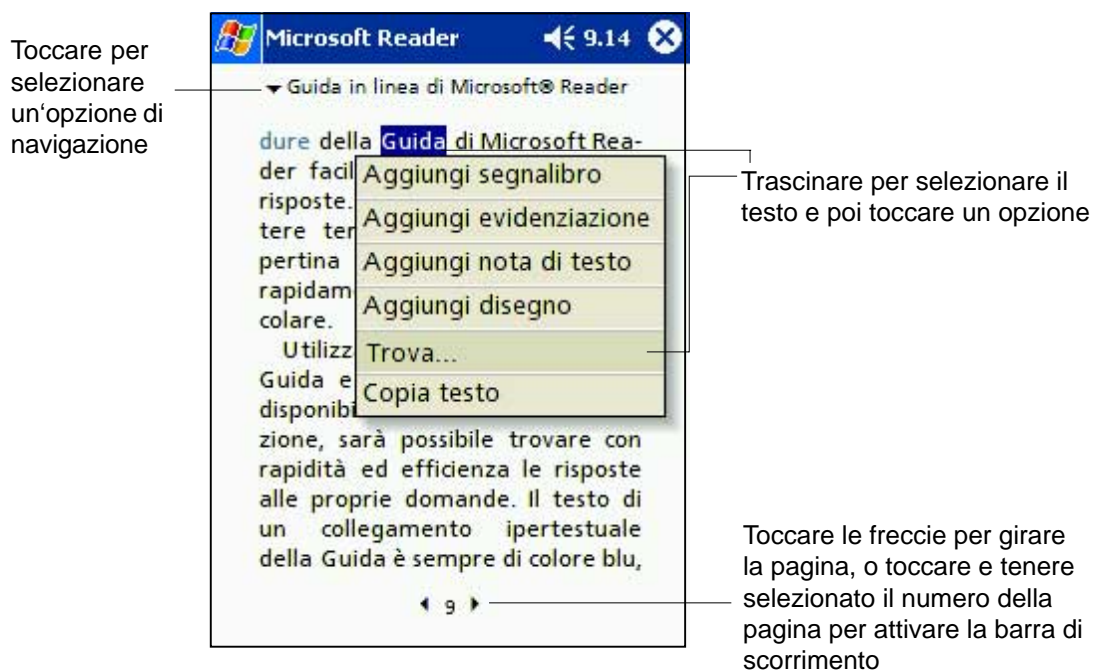 Toccare per
selezionare
un‘opzione di
navigazione
Microsoft Reader 9.14
Guida in linea di Microsoft® Reader
dure della Guida di Microsoft Rea-
der facil
risposte.
tere ter
pertina
rapidam
colare.
Utilizz
Guida e
disponibi
zione, sarà possibile trovare con
rapidità ed efficienza le risposte
alle proprie domande. Il testo di
un collegamento ipertestuale
della Guida è sempre di colore blu,
9
Aggiungi segnalibro
Aggiungi evidenziazione
Aggiungi nota di testo
Aggiungi disegno
Trova...
Copia testo
Trascinare per selezionare il
testo e poi toccare un opzione
Toccare le freccie per girare
la pagina, o toccare e tenere
selezionato il numero della
pagina per attivare la barra di
scorrimento